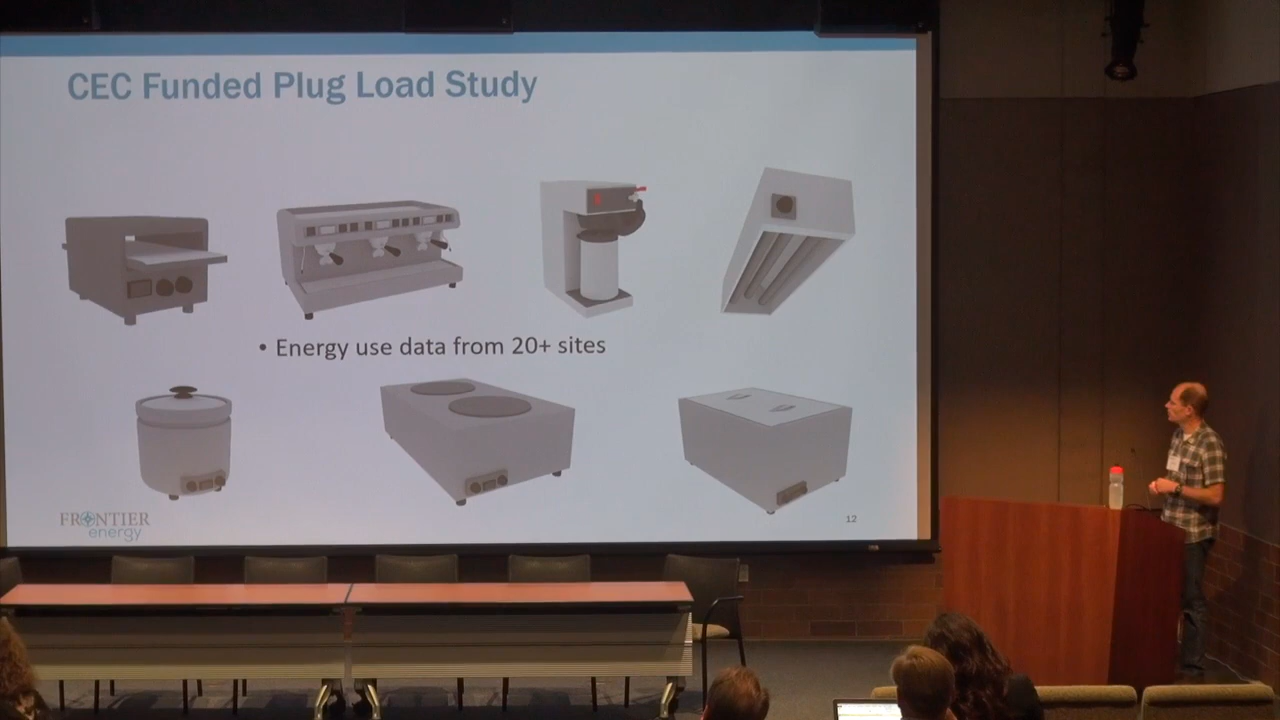 CEC Funded Plug Load Study
• Energy use data from 20+ sites
FRONTIER
energy
12